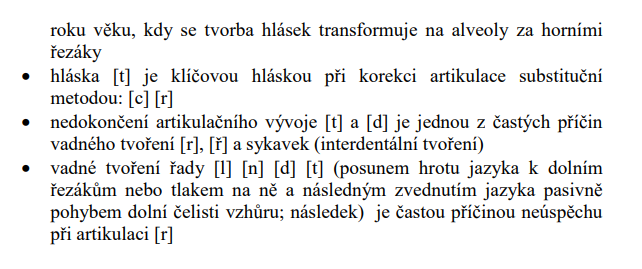 roku věku, kdy se tvorba hlásek transformuje na alveoly za horními
řezáky
• hláska [t] je klíčovou hláskou při korekci artikulace substituční
metodou: [c] [r]
• nedokončení artikulačního vývoje [t] a [d] je jednou z častých příčin
vadného tvoření [r], [ř] a sykavek (interdentální tvoření)
• vadné tvoření řady [l] [n] [d] [t] (posunem hrotu jazyka k dolním
řezákům nebo tlakem na ně a následným zvednutím jazyka pasivně
pohybem dolní čelisti vzhůru; následek) je častou příčinou neúspěchu
při artikulaci [r]